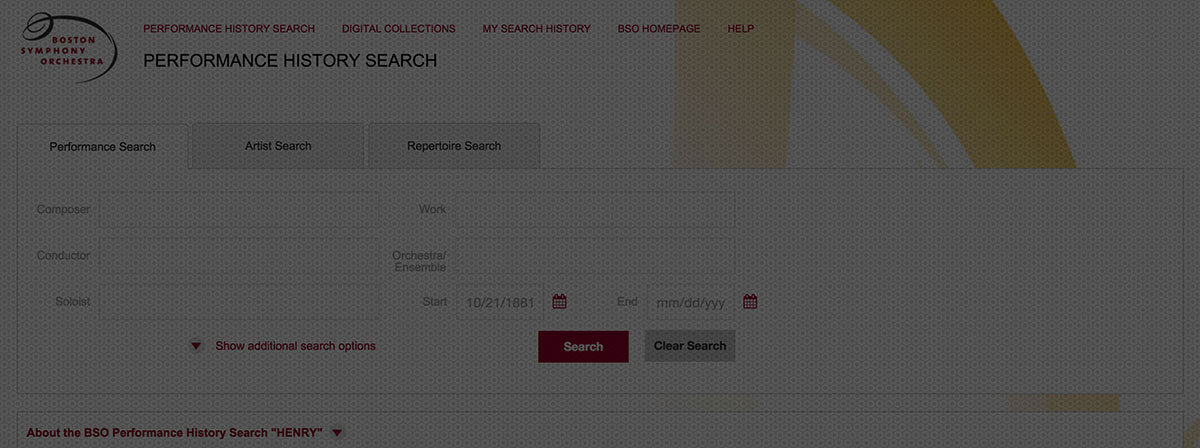 BOSTON
SYMPHONY
ORCHESTRA
PERFORMANCE HISTORY SEARCH DIGITAL COLLECTIONS MY SEARCH HISTORY BSO HOMEPAGE HELP
PERFORMANCE HISTORY SEARCH
Performance Search Artist Search Repertoire Search
Composer Work
Conductor Orchestra/
Ensemble
Soloist Start 10/21/1881 End mm/dd/yyy
Show additional search options Search Clear Search
About the BSO Performance History Search "HENRY"